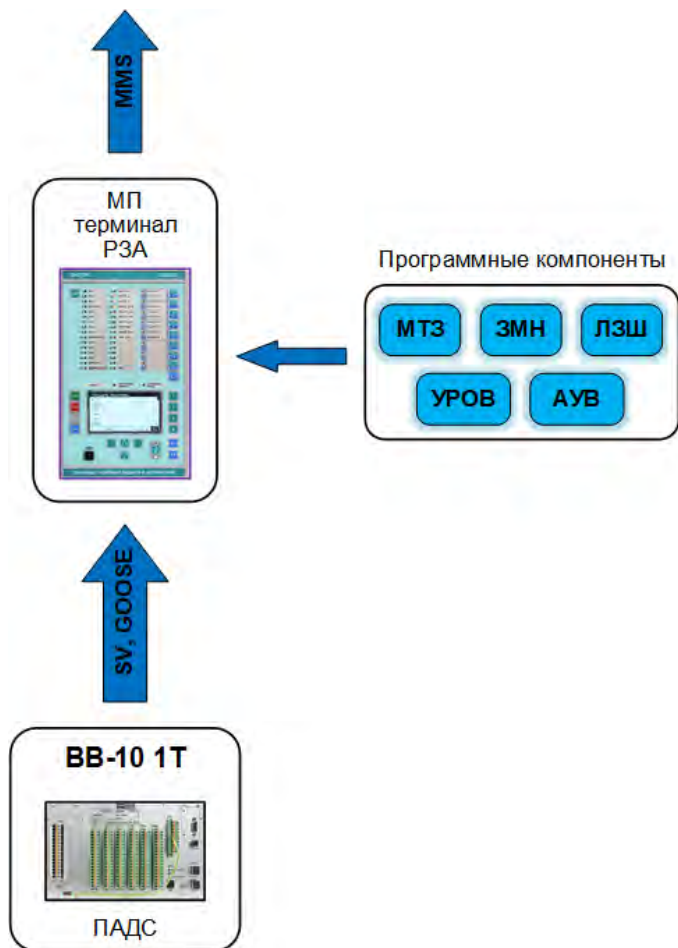 MMS
МП
терминал
РЗА
Программные компоненты
МТЗ ЗМН ЛЗШ
УРОВ АУВ
SV, GOOSE
ВВ-10 1Т
ПАДС